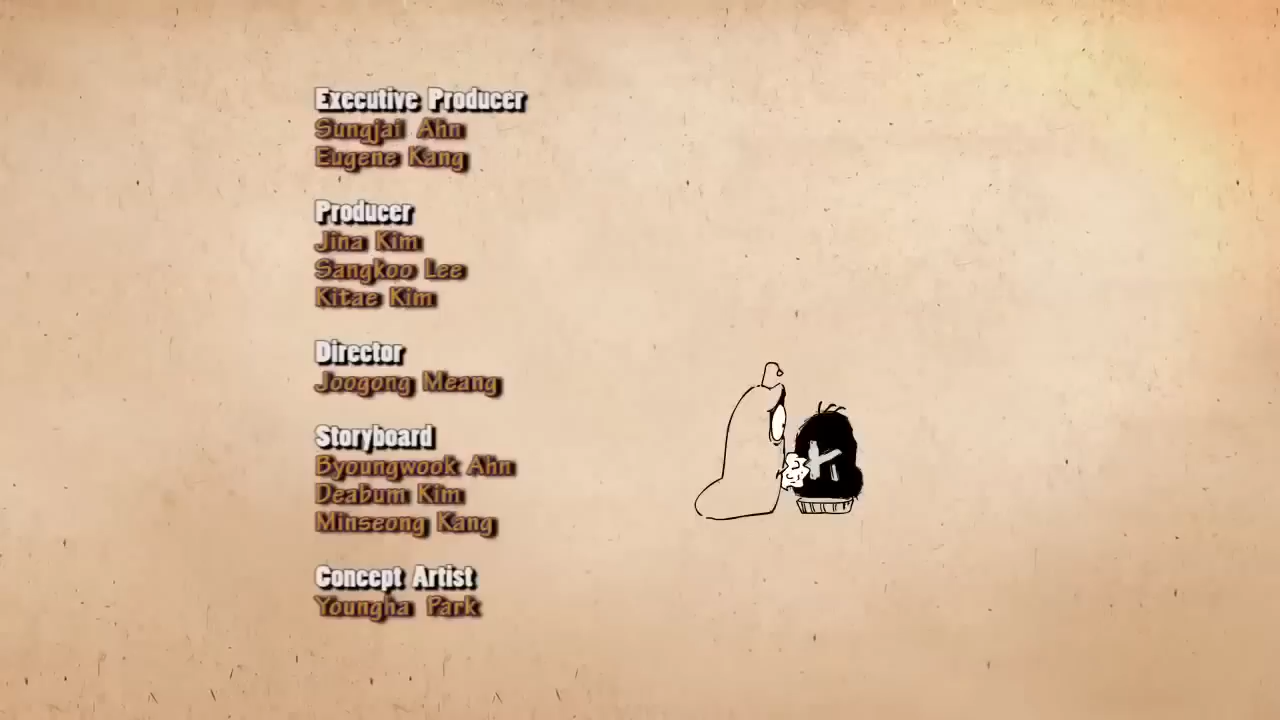 Executive Producer
Sungjai Ahn
Eugene Kang
Producer
Jina Kim
Sangkoo Lee
Kitae Kim
Director
Joogong Meang
Storyboard
Byoungwook Ahn
Deabum Kim
Minseong Kang
Concept Artist
Youngha Park
K